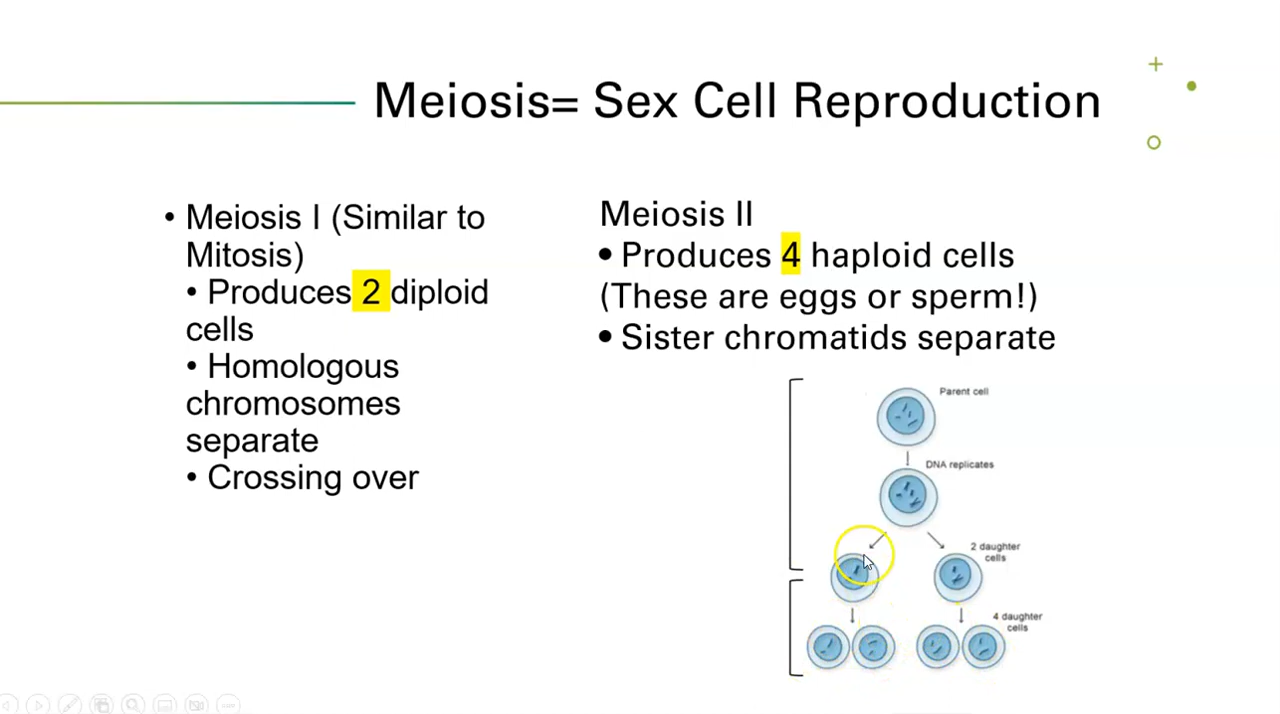 Meiosis= Sex Cell Reproduction
• Meiosis I (Similar to
Mitosis)
• Produces 2 diploid
cells
• Homologous
chromosomes
separate
• Crossing over
Meiosis II
• Produces 4 haploid cells
(These are eggs or sperm!)
• Sister chromatids separate
Parent cell
DNA replicates
2 daughter
cells
4 daughter
cells